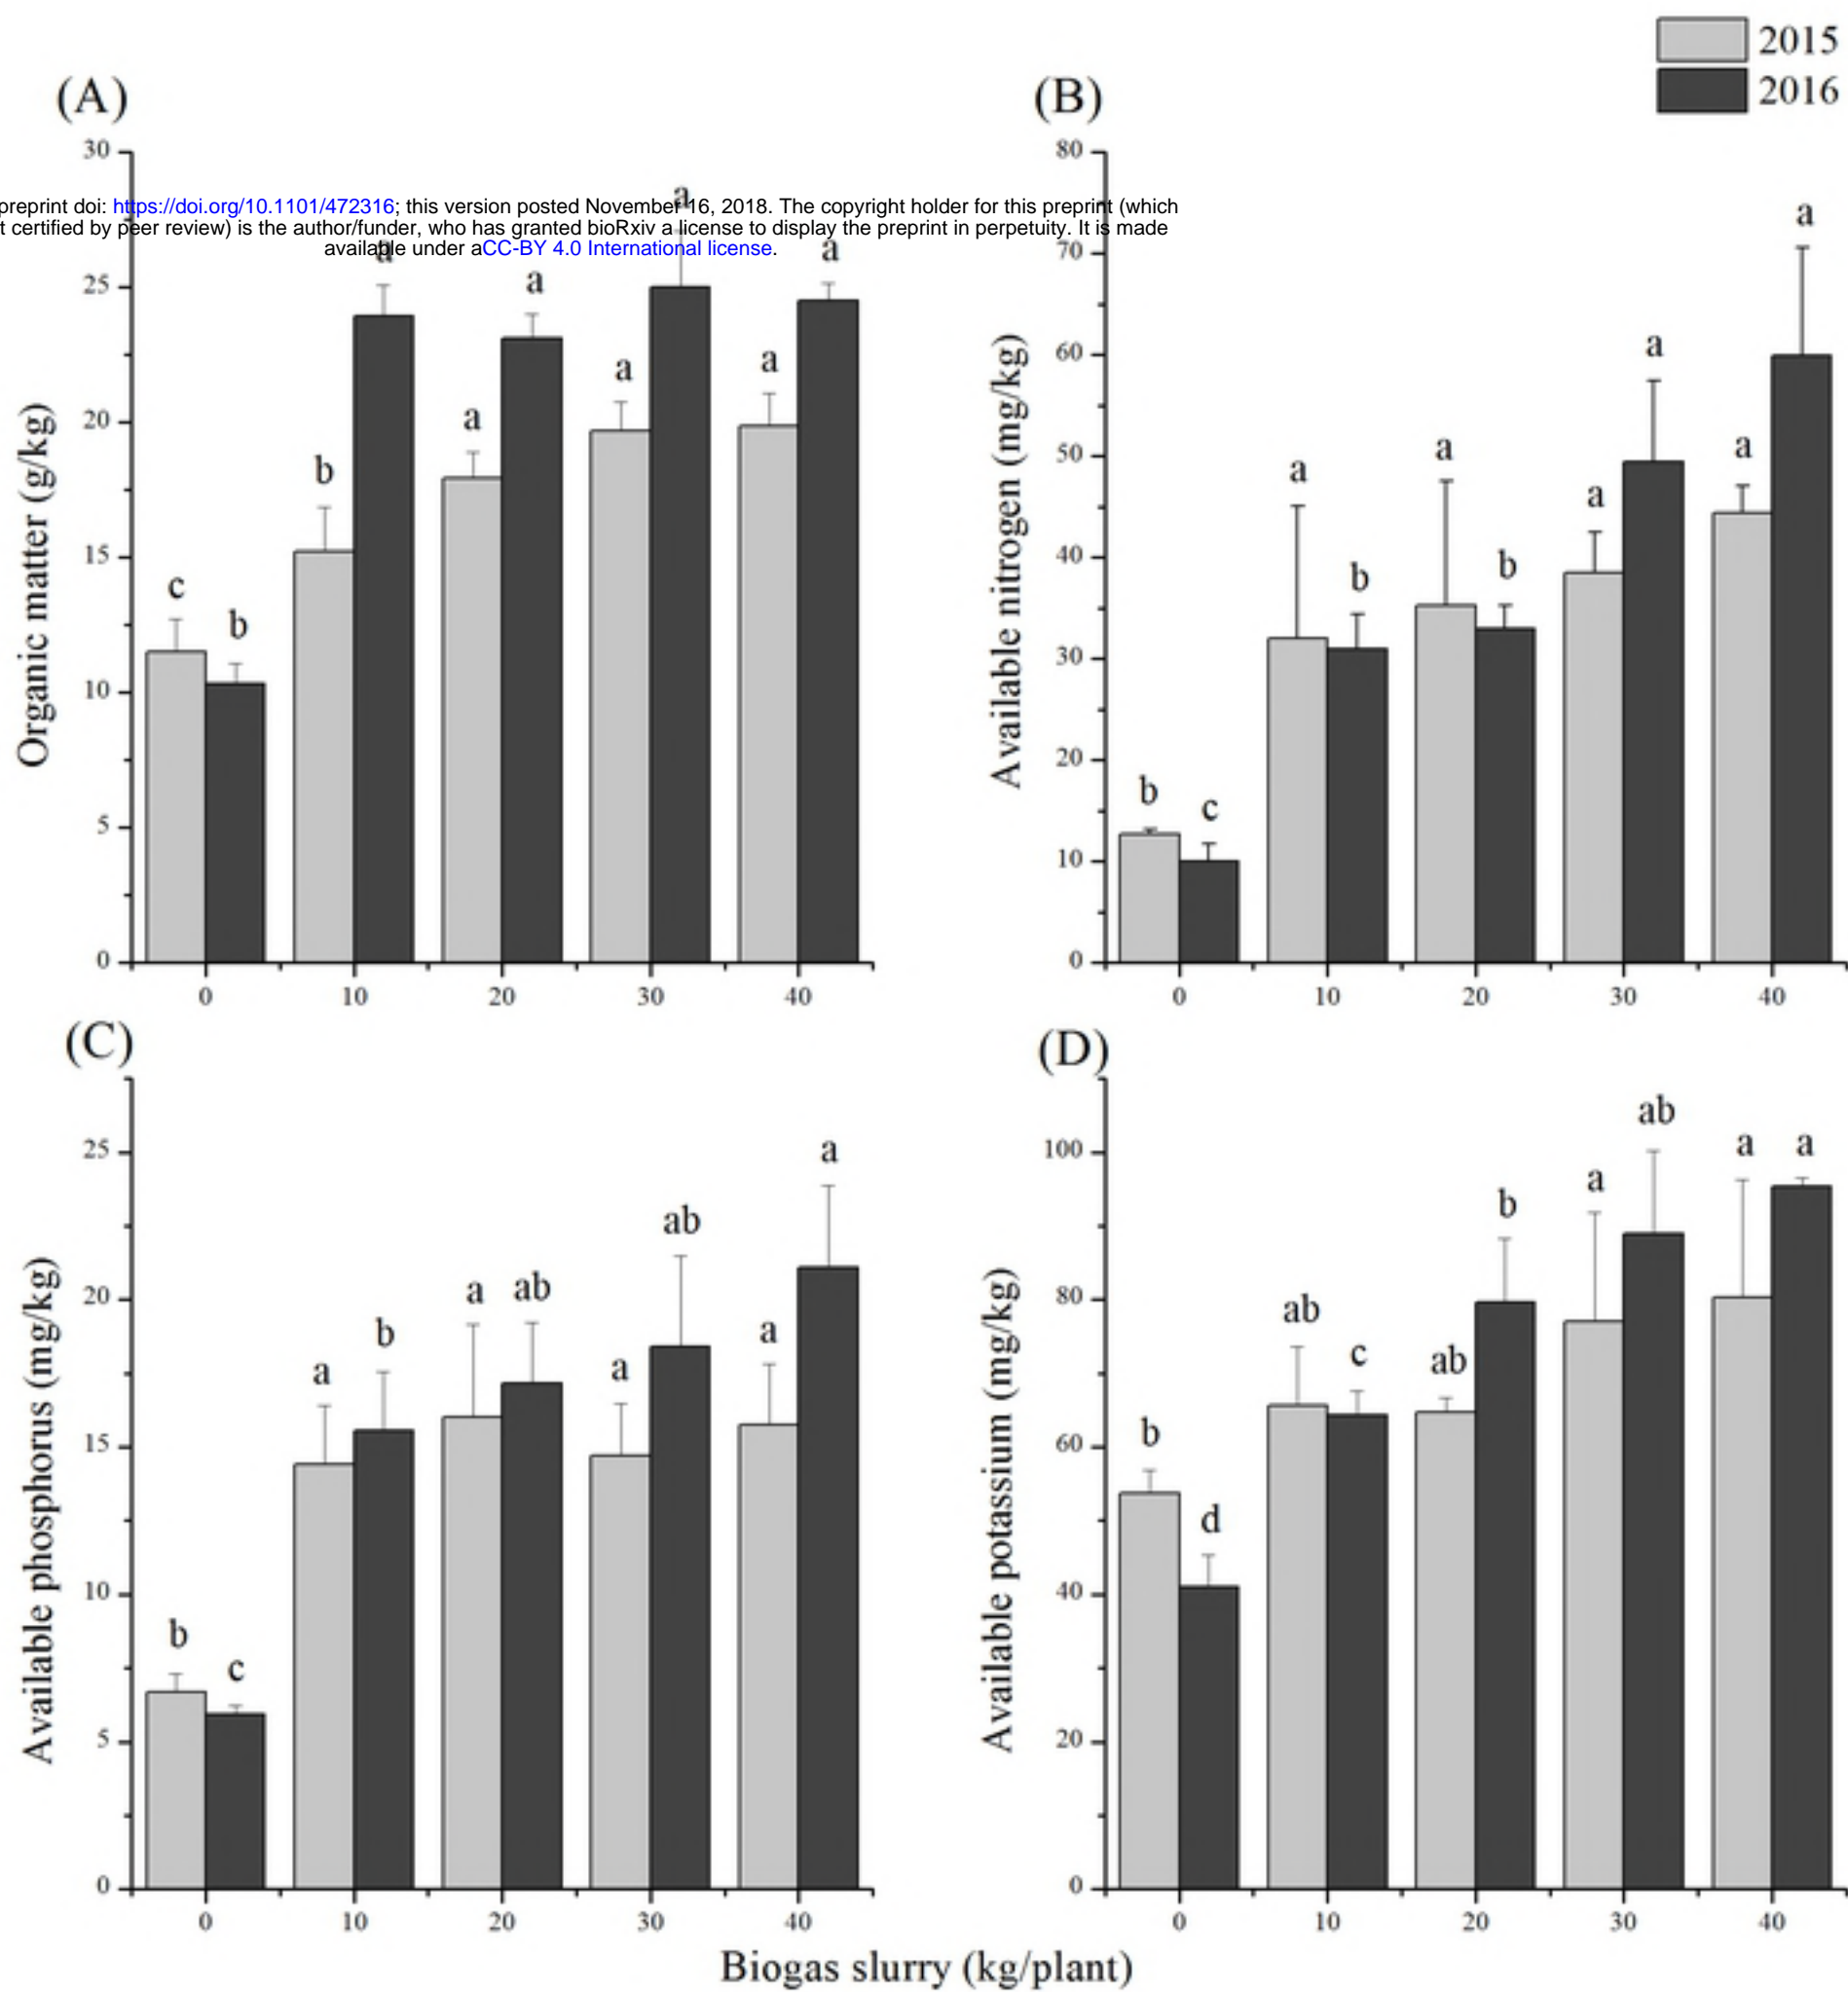 2015
2016
(A)
(B)
preprint doi: https://doi.org/10.1101/472316; this version posted November 16, 2018. The copyright holder for this preprint (which
t certified by peer review) is the author/funder, who has granted bioRxiv a license to display the preprint in perpetuity. It is made
available under aCC-BY 4.0 International license.
Organic matter (g/kg)
30
25
20
15
10
5
0
c
b
b
a
a
a
a
a
a
a
0 10 20 30 40
Available nitrogen (mg/kg)
80
70
60
50
40
30
20
10
0
b
c
a
b
a
b
a
a
a
a
0 10 20 30 40
(C)
(D)
Available phosphorus (mg/kg)
25
20
15
10
5
0
b
c
a
b
a
ab
a
ab
a
a
0 10 20 30 40
Available potassium (mg/kg)
100
80
60
40
20
0
b
d
ab
c
ab
b
a
ab
a
a
0 10 20 30 40
Biogas slurry (kg/plant)